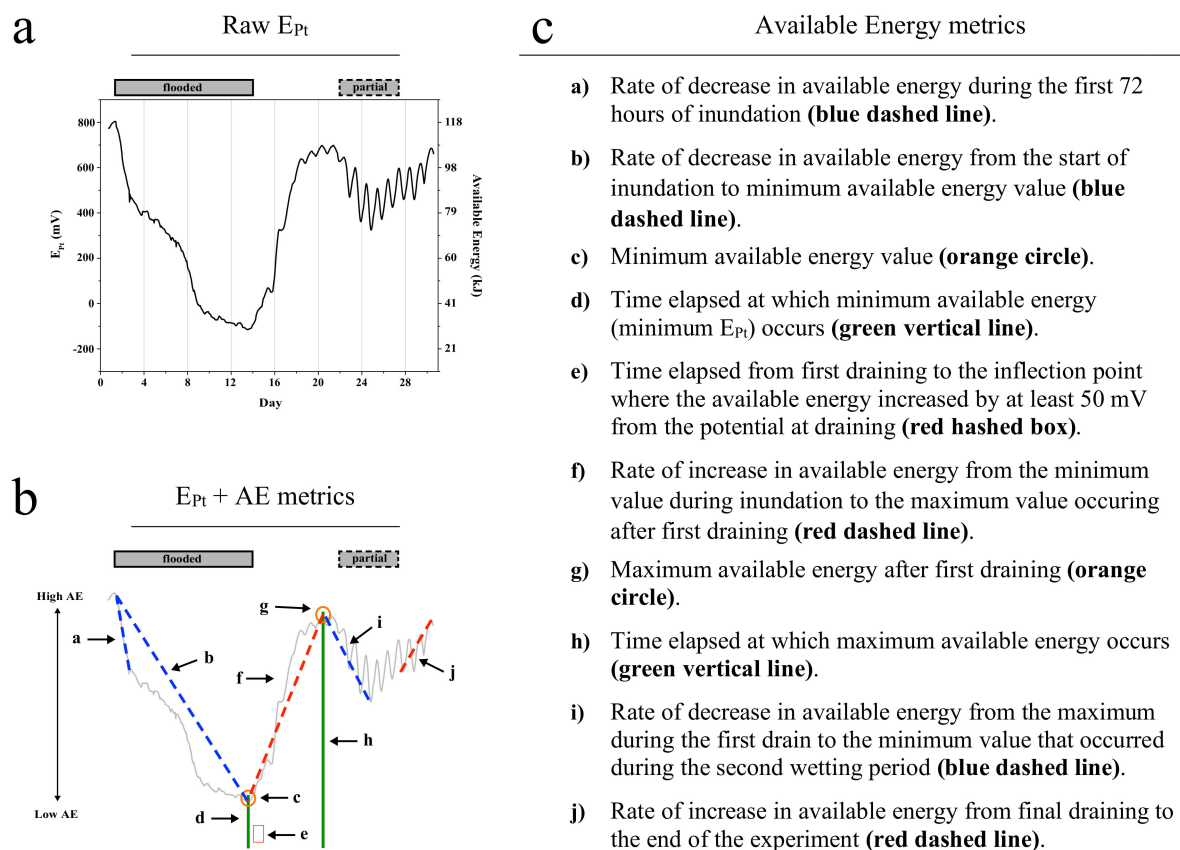 a
Raw EPt
flooded
partial
800
600
400
200
0
-200
EPt (mV)
118
98
79
60
41
21
Available Energy (kJ)
0 4 8 12 16 20 24 28
Day
b
EPt + AE metrics
flooded
partial
High AE
Low AE
a
b
g
i
f
j
h
c
d
e
c
Available Energy metrics
a) Rate of decrease in available energy during the first 72
hours of inundation (blue dashed line).
b) Rate of decrease in available energy from the start of
inundation to minimum available energy value (blue
dashed line).
c) Minimum available energy value (orange circle).
d) Time elapsed at which minimum available energy
(minimum EPt) occurs (green vertical line).
e) Time elapsed from first draining to the inflection point
where the available energy increased by at least 50 mV
from the potential at draining (red hashed box).
f) Rate of increase in available energy from the minimum
value during inundation to the maximum value occuring
after first draining (red dashed line).
g) Maximum available energy after first draining (orange
circle).
h) Time elapsed at which maximum available energy occurs
(green vertical line).
i) Rate of decrease in available energy from the maximum
during the first drain to the minimum value that occurred
during the second wetting period (blue dashed line).
j) Rate of increase in available energy from final draining to
the end of the experiment (red dashed line).